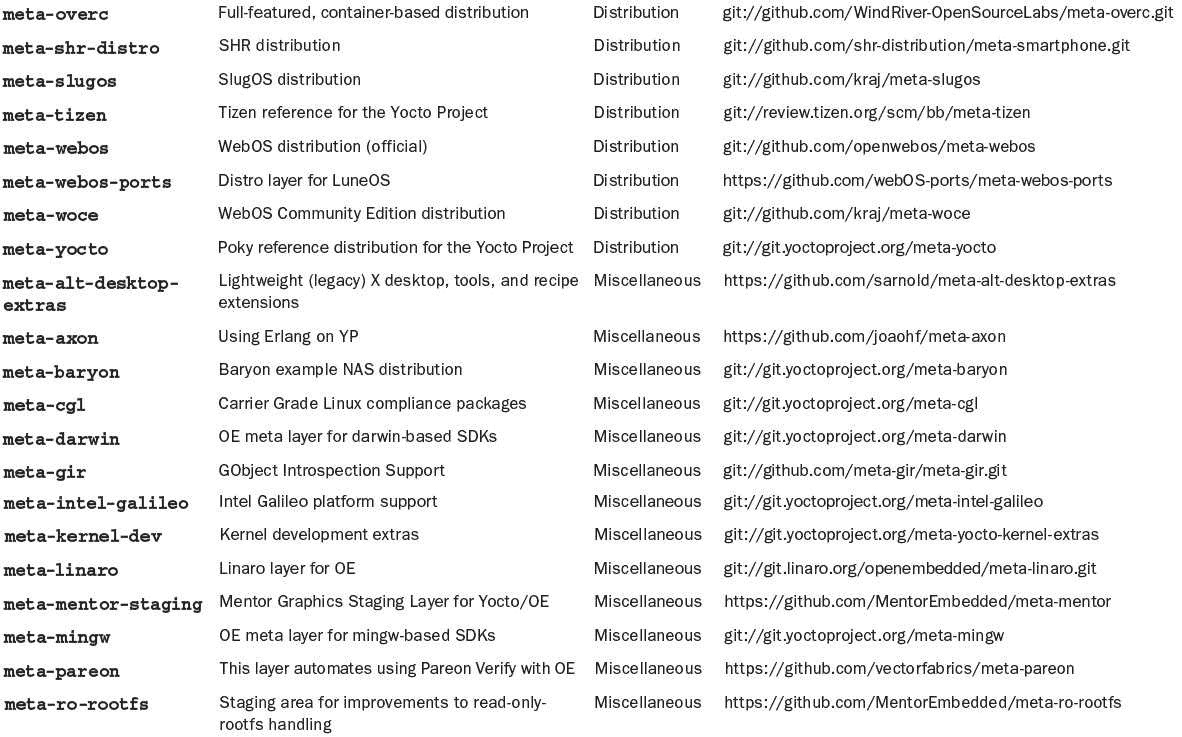 meta-overc Full-featured, container-based distribution Distribution git://github.com/WindRiver-OpenSourceLabs/meta-overc.git
meta-shr-distro SHR distribution Distribution git://github.com/shr-distribution/meta-smartphone.git
meta-slugos SlugOS distribution Distribution git://github.com/kraj/meta-slugos
meta-tizen Tizen reference for the Yocto Project Distribution git://review.tizen.org/scm/bb/meta-tizen
meta-webos WebOS distribution (official) Distribution git://github.com/openwebos/meta-webos
meta-webos-ports Distro layer for LuneOS Distribution https://github.com/webOS-ports/meta-webos-ports
meta-woce WebOS Community Edition distribution Distribution git://github.com/kraj/meta-woce
meta-yocto Poky reference distribution for the Yocto Project Distribution git://git.yoctoproject.org/meta-yocto
meta-alt-desktop- Lightweight (legacy) X desktop, tools, and recipe Miscellaneous https://github.com/sarnold/meta-alt-desktop-extras
extras extensions
meta-axon Using Erlang on YP Miscellaneous https://github.com/joaohf/meta-axon
meta-baryon Baryon example NAS distribution Miscellaneous git://git.yoctoproject.org/meta-baryon
meta-cgl Carrier Grade Linux compliance packages Miscellaneous git://git.yoctoproject.org/meta-cgl
meta-darwin OE meta layer for darwin-based SDKs Miscellaneous git://git.yoctoproject.org/meta-darwin
meta-gir GObject Introspection Support Miscellaneous git://github.com/meta-gir/meta-gir.git
meta-intel-galileo Intel Galileo platform support Miscellaneous git://git.yoctoproject.org/meta-intel-galileo
meta-kernel-dev Kernel development extras Miscellaneous git://git.yoctoproject.org/meta-yocto-kernel-extras
meta-linaro Linaro layer for OE Miscellaneous git://git.linaro.org/openembedded/meta-linaro.git
meta-mentor-staging Mentor Graphics Staging Layer for Yocto/OE Miscellaneous https://github.com/MentorEmbedded/meta-mentor
meta-mingw OE meta layer for mingw-based SDKs Miscellaneous git://git.yoctoproject.org/meta-mingw
meta-pareon This layer automates using Pareon Verify with OE Miscellaneous https://github.com/vectorfabrics/meta-pareon
meta-ro-rootfs Staging area for improvements to read-only- Miscellaneous https://github.com/MentorEmbedded/meta-ro-rootfs
rootfs handling